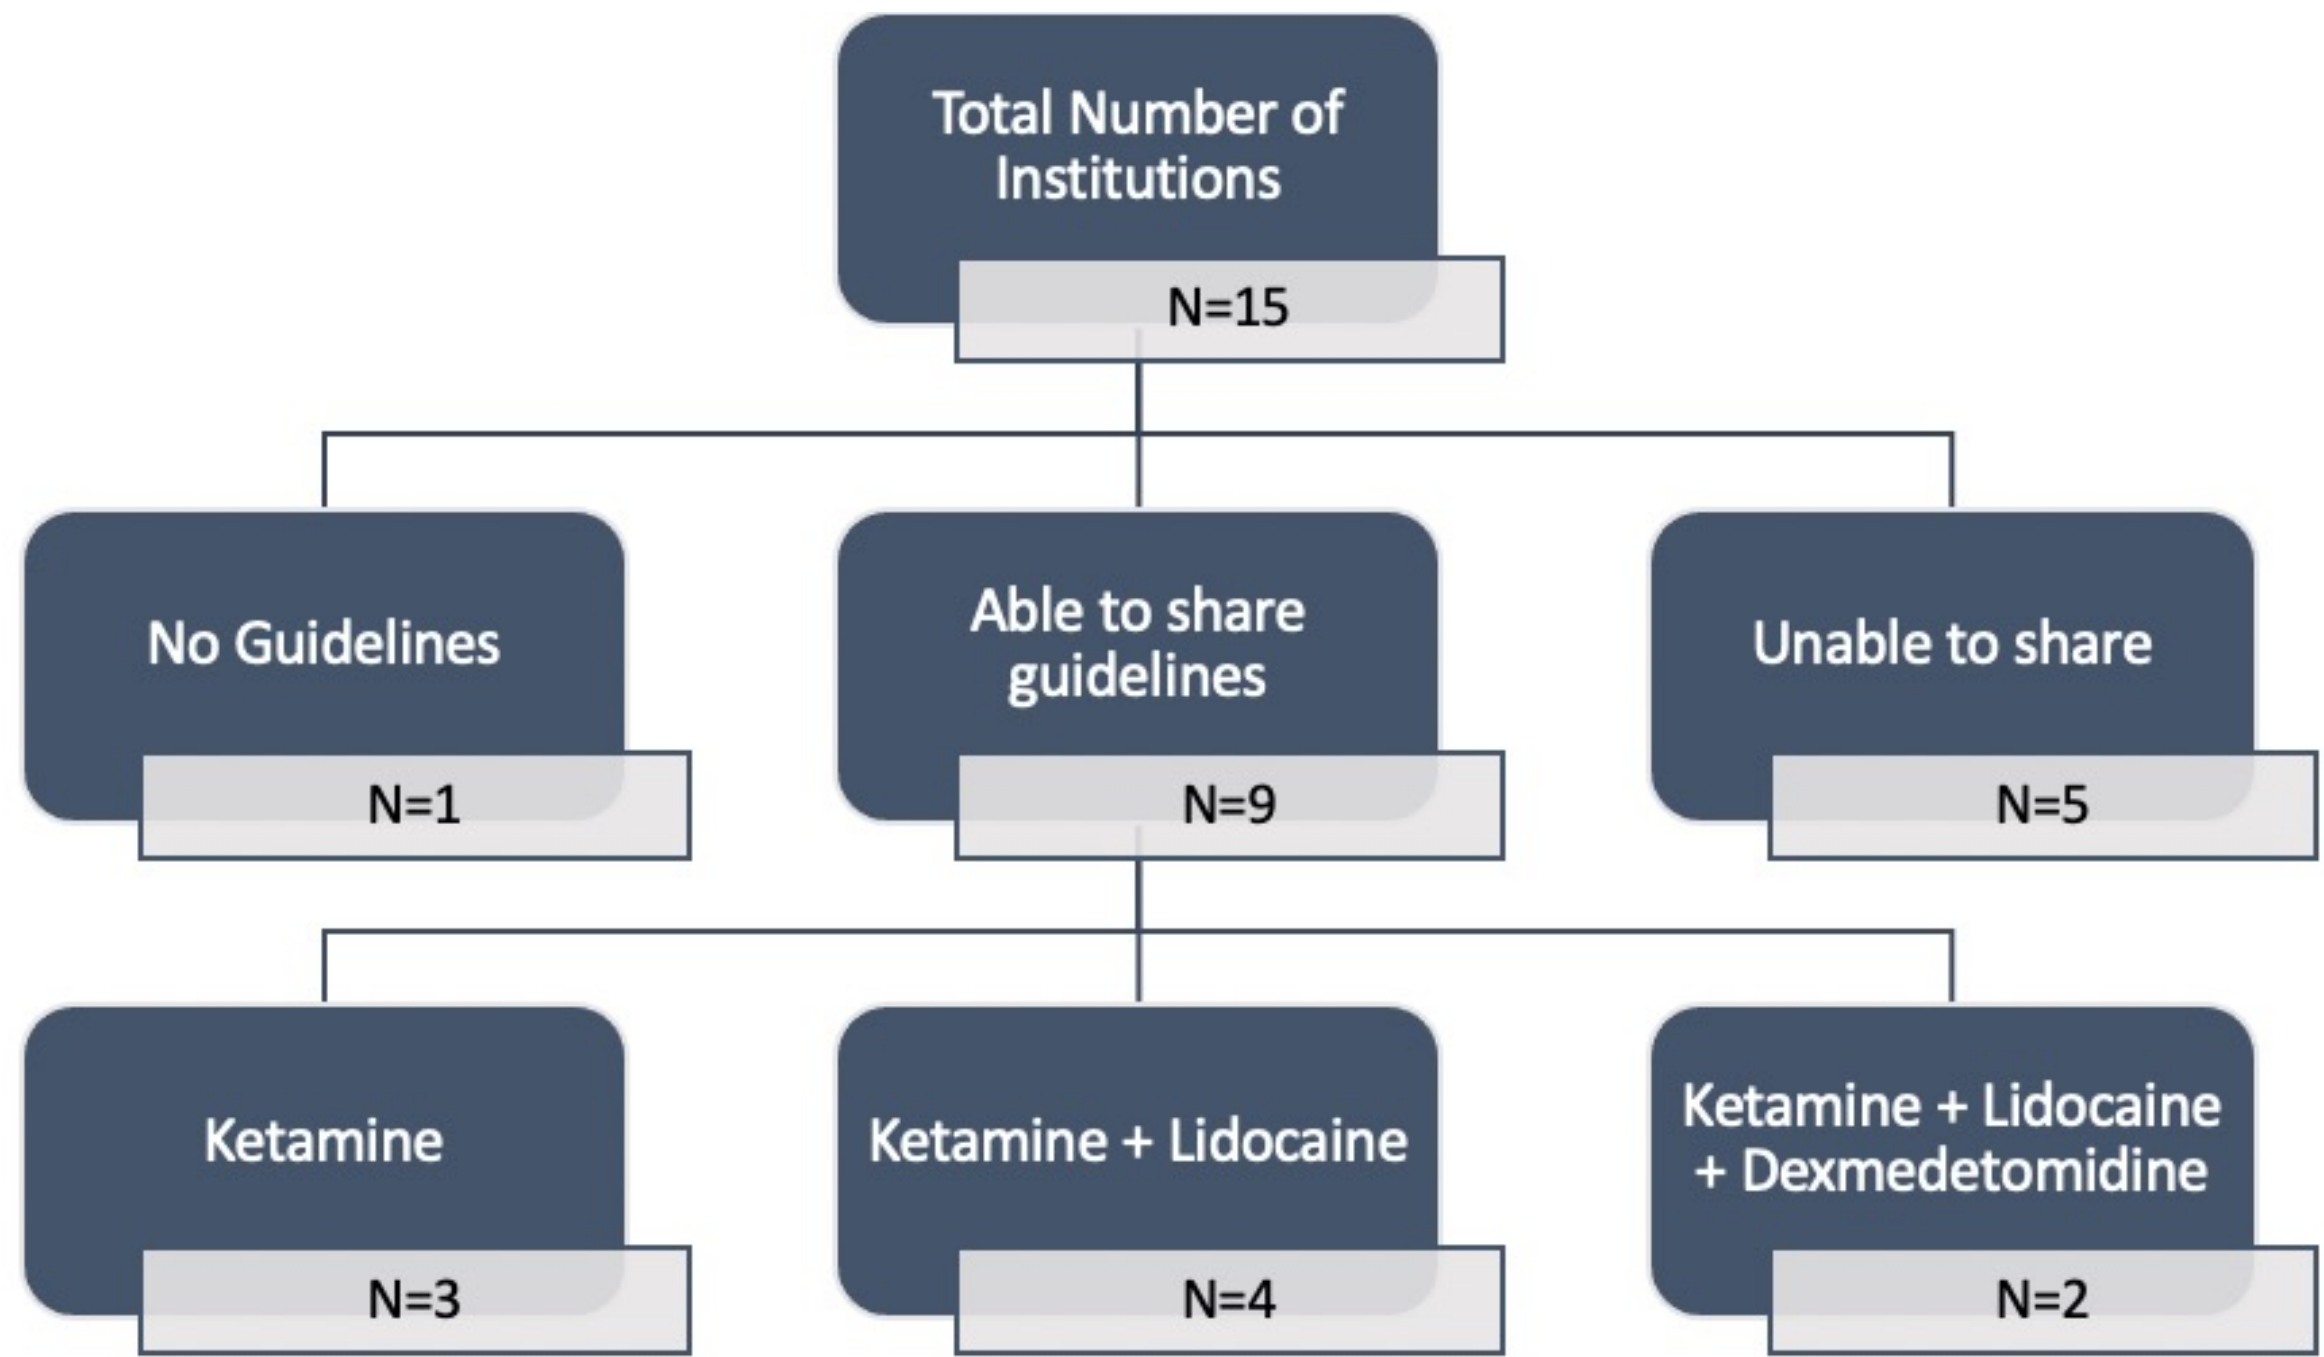 Total Number of
Institutions
N=15
No Guidelines
N=1
Able to share
guidelines
N=9
Unable to share
N=5
Ketamine
N=3
Ketamine + Lidocaine
N=4
Ketamine + Lidocaine
+ Dexmedetomidine
N=2